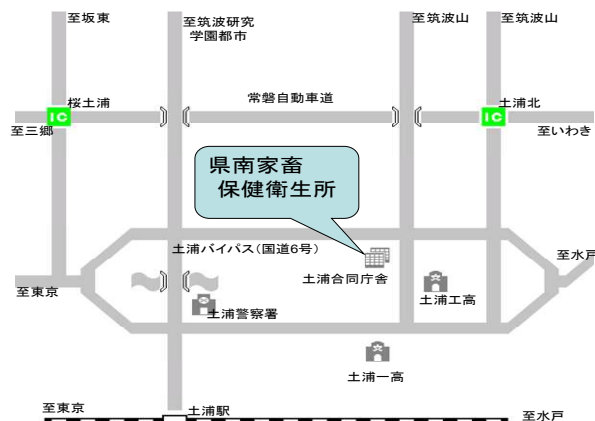 至坂東
至筑波研究
学園都市
至筑波山
至筑波山
桜土浦
常磐自動車道
土浦北
IC
IC
至三郷
至いわき
県南家畜
保健衛生所
土浦バイパス(国道6号)
至水戸
土浦合同庁舎
土浦工高
至東京
土浦警察署
土浦一高
至東京
土浦駅
至水戸